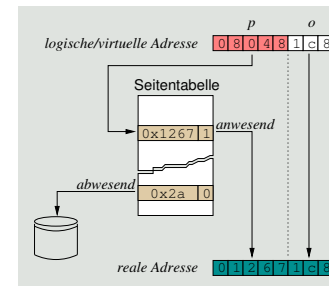 p o
logische/virtuelle Adresse 0 8 0 4 8 1 c 8
Seitentabelle
0x1267 1 anwesend
abwesend
0x2a 0
reale Adresse 0 1 2 6 7 1 c 8